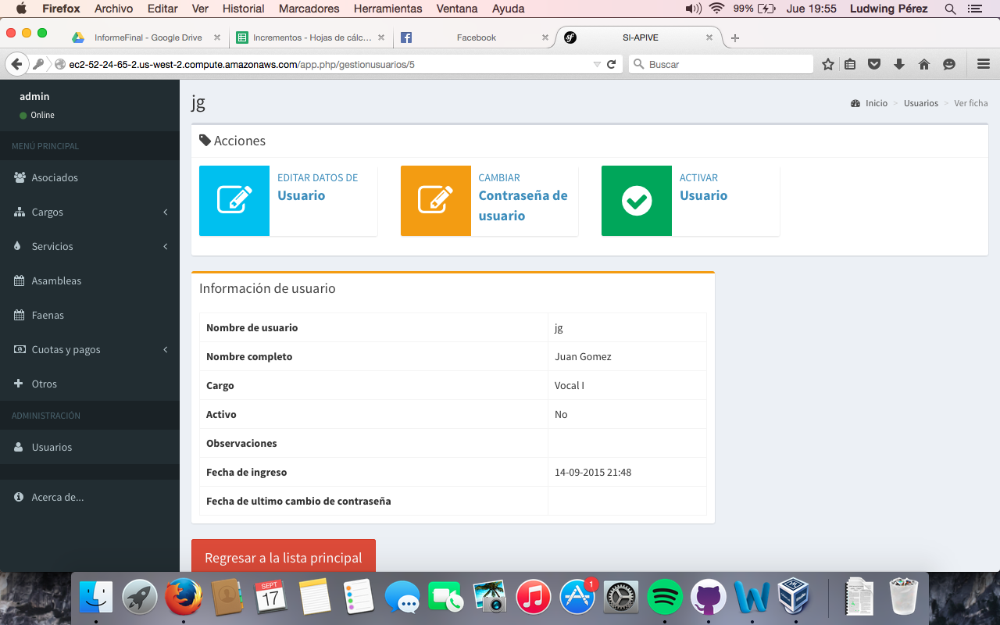 Firefox Archivo Editar Ver Historial Marcadores Herramientas Ventana Ayuda 99% Jue 19:55 Ludwing Pérez
InformeFinal - Google Drive Incrementos - Hojas de cálc... Facebook SI-APIVE
ec2-52-24-65-2.us-west-2.compute.amazonaws.com/app.php/gestionusuarios/5 Buscar
admin
Online
MENÚ PRINCIPAL
Asociados
Cargos
Servicios
Asambleas
Faenas
Cuotas y pagos
Otros
ADMINISTRACIÓN
Usuarios
Acerca de...
jg
Inicio > Usuarios > Ver ficha
Acciones
EDITAR DATOS DE
Usuario
CAMBIAR
Contraseña de
usuario
ACTIVAR
Usuario
Información de usuario
Nombre de usuario jg
Nombre completo Juan Gomez
Cargo Vocal I
Activo No
Observaciones
Fecha de ingreso 14-09-2015 21:48
Fecha de ultimo cambio de contraseña
Regresar a la lista principal
SEPT
17
1